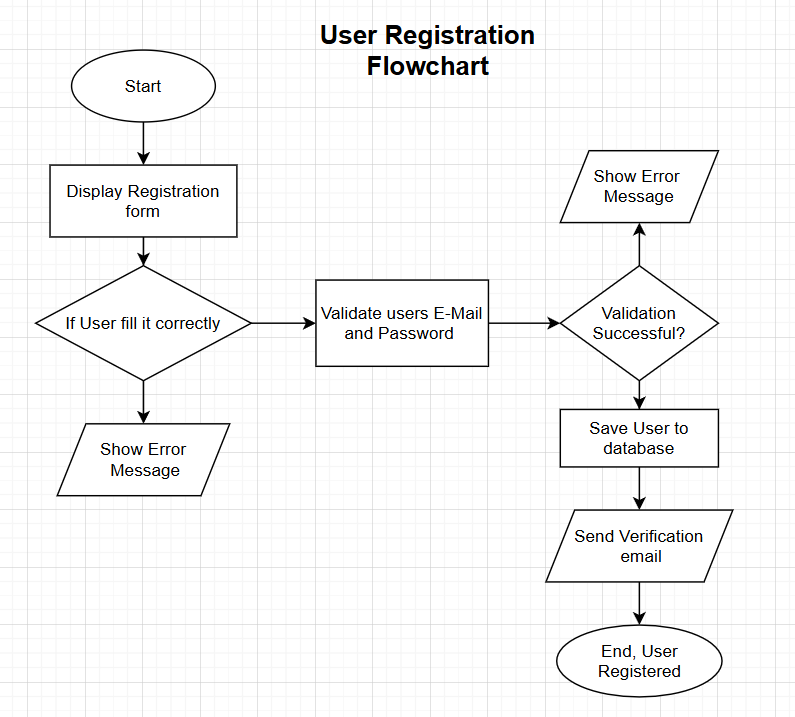 User Registration
Flowchart
Start
Display Registration
form
If User fill it correctly
Show Error
Message
Validate users E-Mail
and Password
Validation
Successful?
Show Error
Message
Save User to
database
Send Verification
email
End, User
Registered